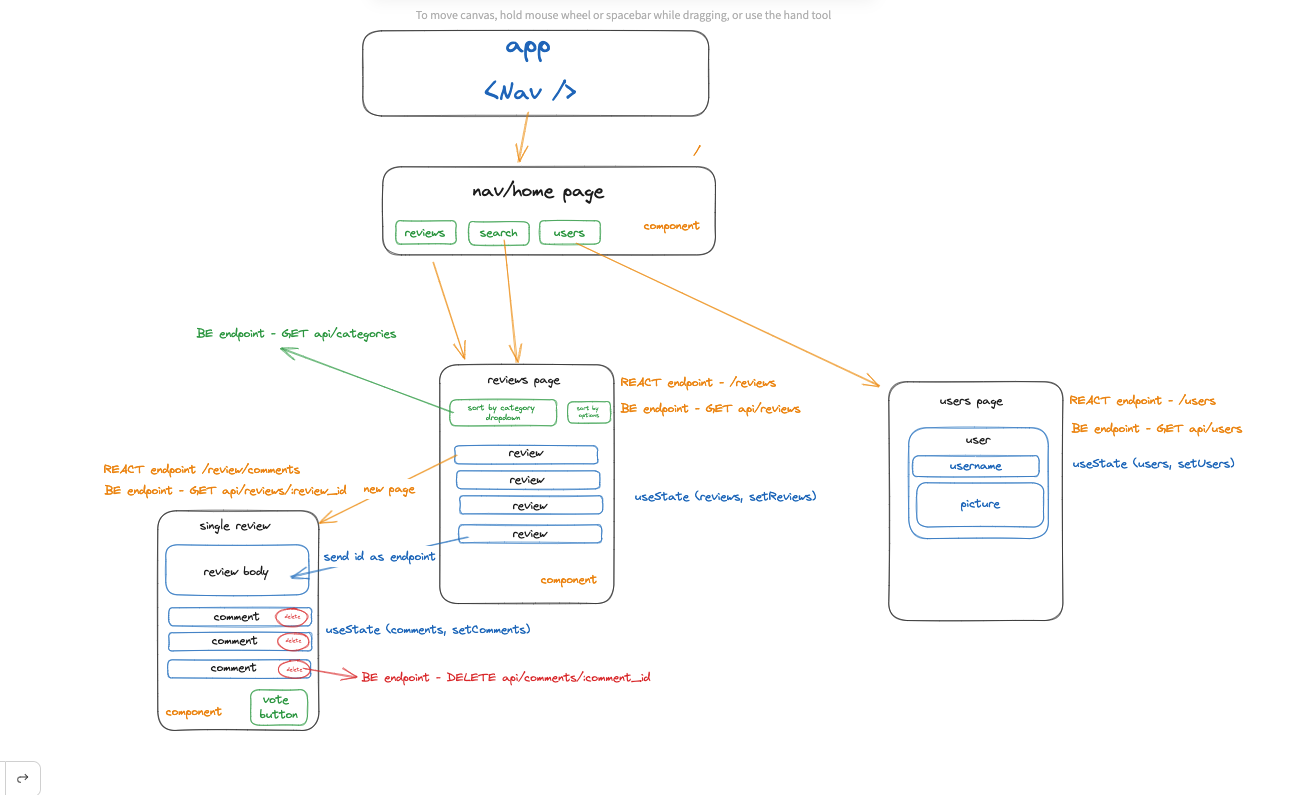 To move canvas, hold mouse wheel or spacebar while dragging, or use the hand tool
app
<Nav />
nav/home page
reviews
search
users
component
BE endpoint - GET api/categories
reviews page
sort by category
dropdown
sort by
options
REACT endpoint - /reviews
BE endpoint - GET api/reviews
review
review
review
review
useState (reviews, setReviews)
component
users page
user
username
picture
REACT endpoint - /users
BE endpoint - GET api/users
useState (users, setUsers)
REACT endpoint /review/comments
BE endpoint - GET api/reviews/:review_id
new page
single review
review body
send id as endpoint
comment
delete
comment
delete
comment
delete
useState (comments, setComments)
BE endpoint - DELETE api/comments/:comment_id
component
vote
button